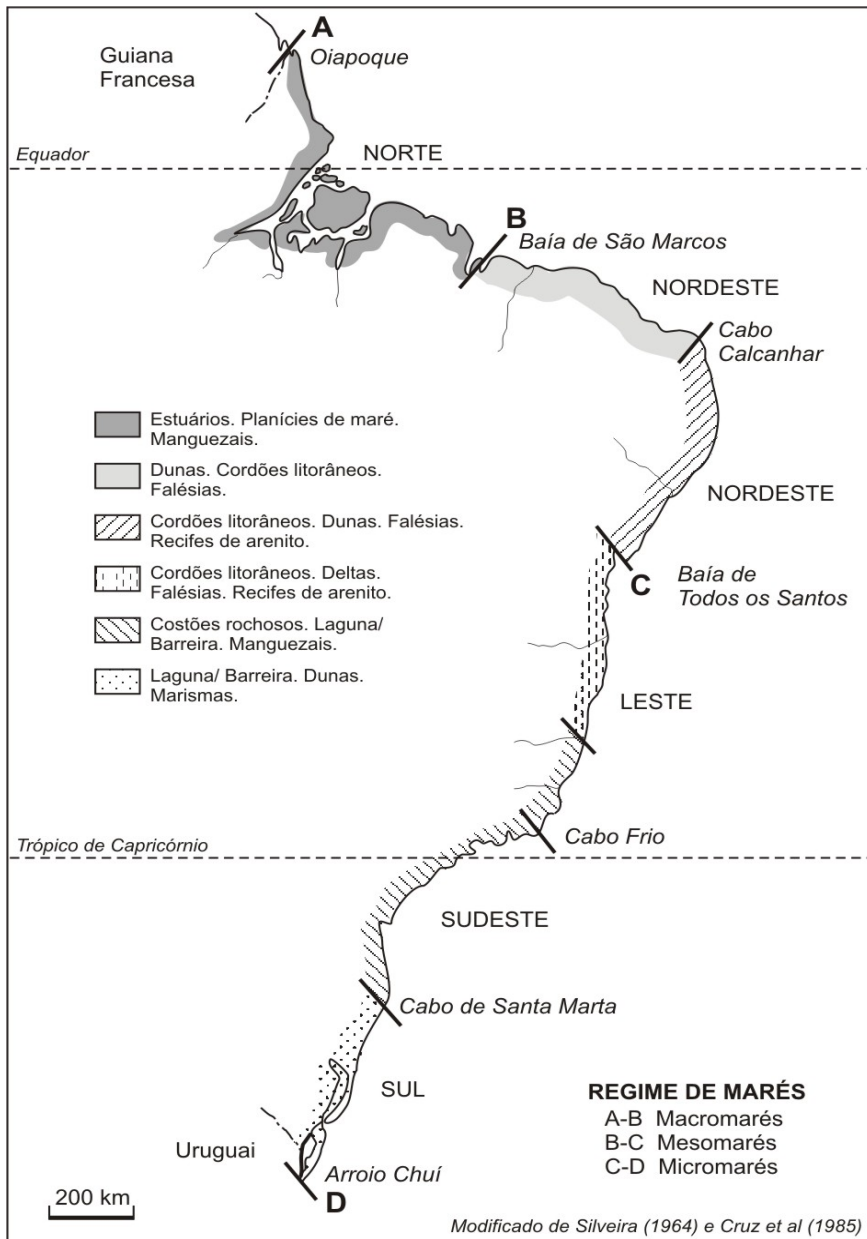 A
Guiana
Francesa
Oiapoque
Equador
NORTE
B
Baía de São Marcos
NORDESTE
Cabo
Calcanhar
Estuários. Planícies de maré.
Manguezais.
Dunas. Cordões litorâneos.
Falésias.
Cordões litorâneos. Dunas. Falésias.
Recifes de arenito.
Cordões litorâneos. Deltas.
Falésias. Recifes de arenito.
Costões rochosos. Laguna/
Barreira. Manguezais.
Laguna/ Barreira. Dunas.
Marismas.
NORDESTE
C
Baía de
Todos os Santos
LESTE
Cabo Frio
Trópico de Capricórnio
SUDESTE
Cabo de Santa Marta
SUL
Uruguai
Arroio Chuí
D
REGIME DE MARÉS
A-B Macromarés
B-C Mesomarés
C-D Micromarés
200 km
Modificado de Silveira (1964) e Cruz et al (1985)